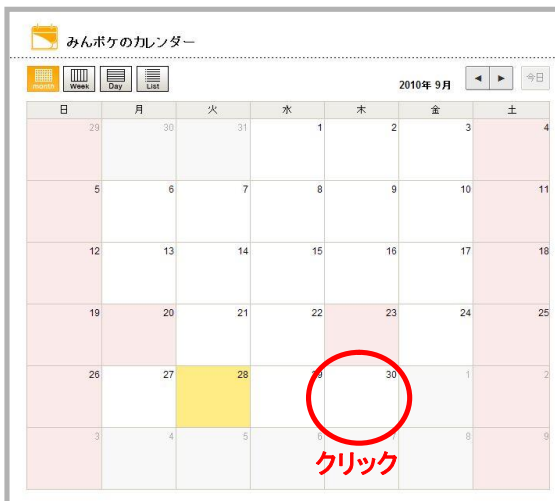 みんポケのカレンダー
month Week Day List 2010年 9月 ◄ ► 今日
日 月 火 水 木 金 土
29 30 31 1 2 3 4
5 6 7 8 9 10 11
12 13 14 15 16 17 18
19 20 21 22 23 24 25
26 27 28 29 30 1 2
3 4 5 6 7 8 9
クリック